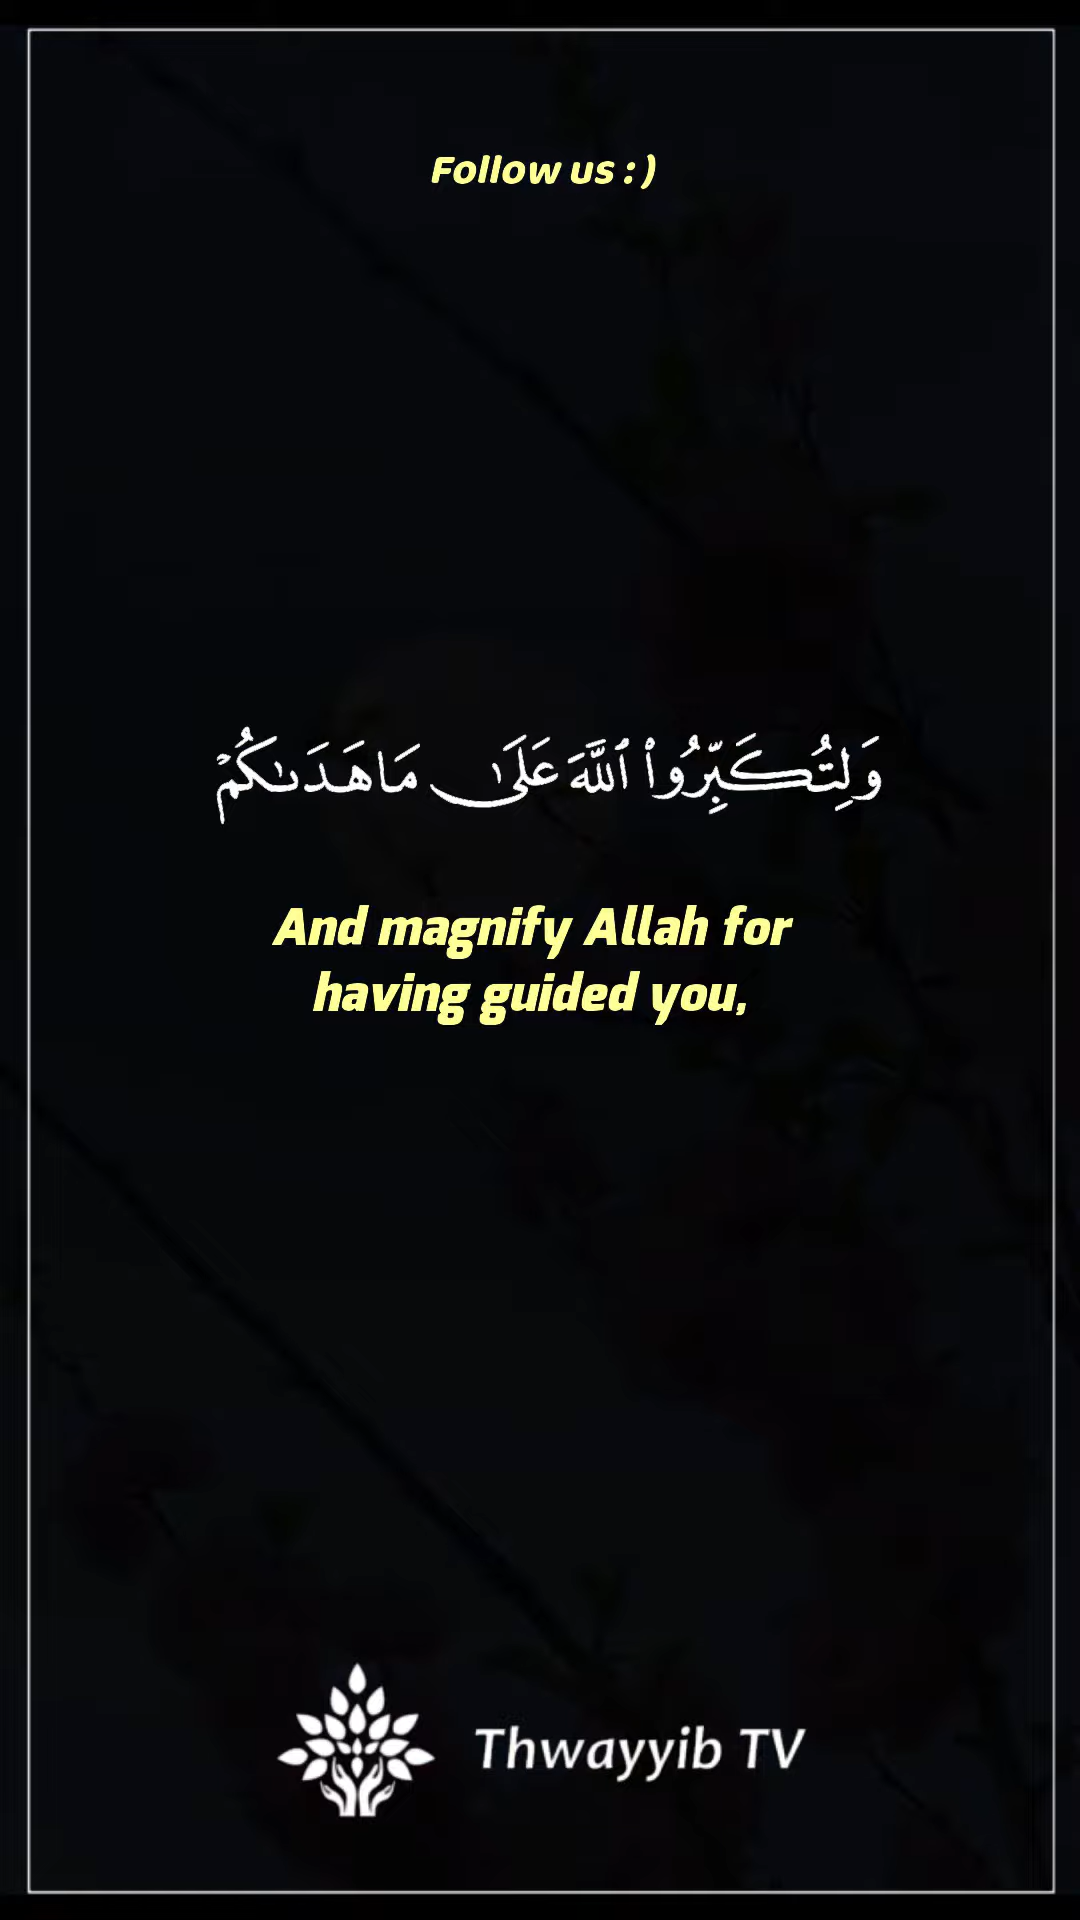 Follow us : )
وَلِتُكَبِّرُوا۟ ٱللَّهَ عَلَىٰ مَا هَدَىٰكُمْ
And magnify Allah for
having guided you,
Thwayyib TV